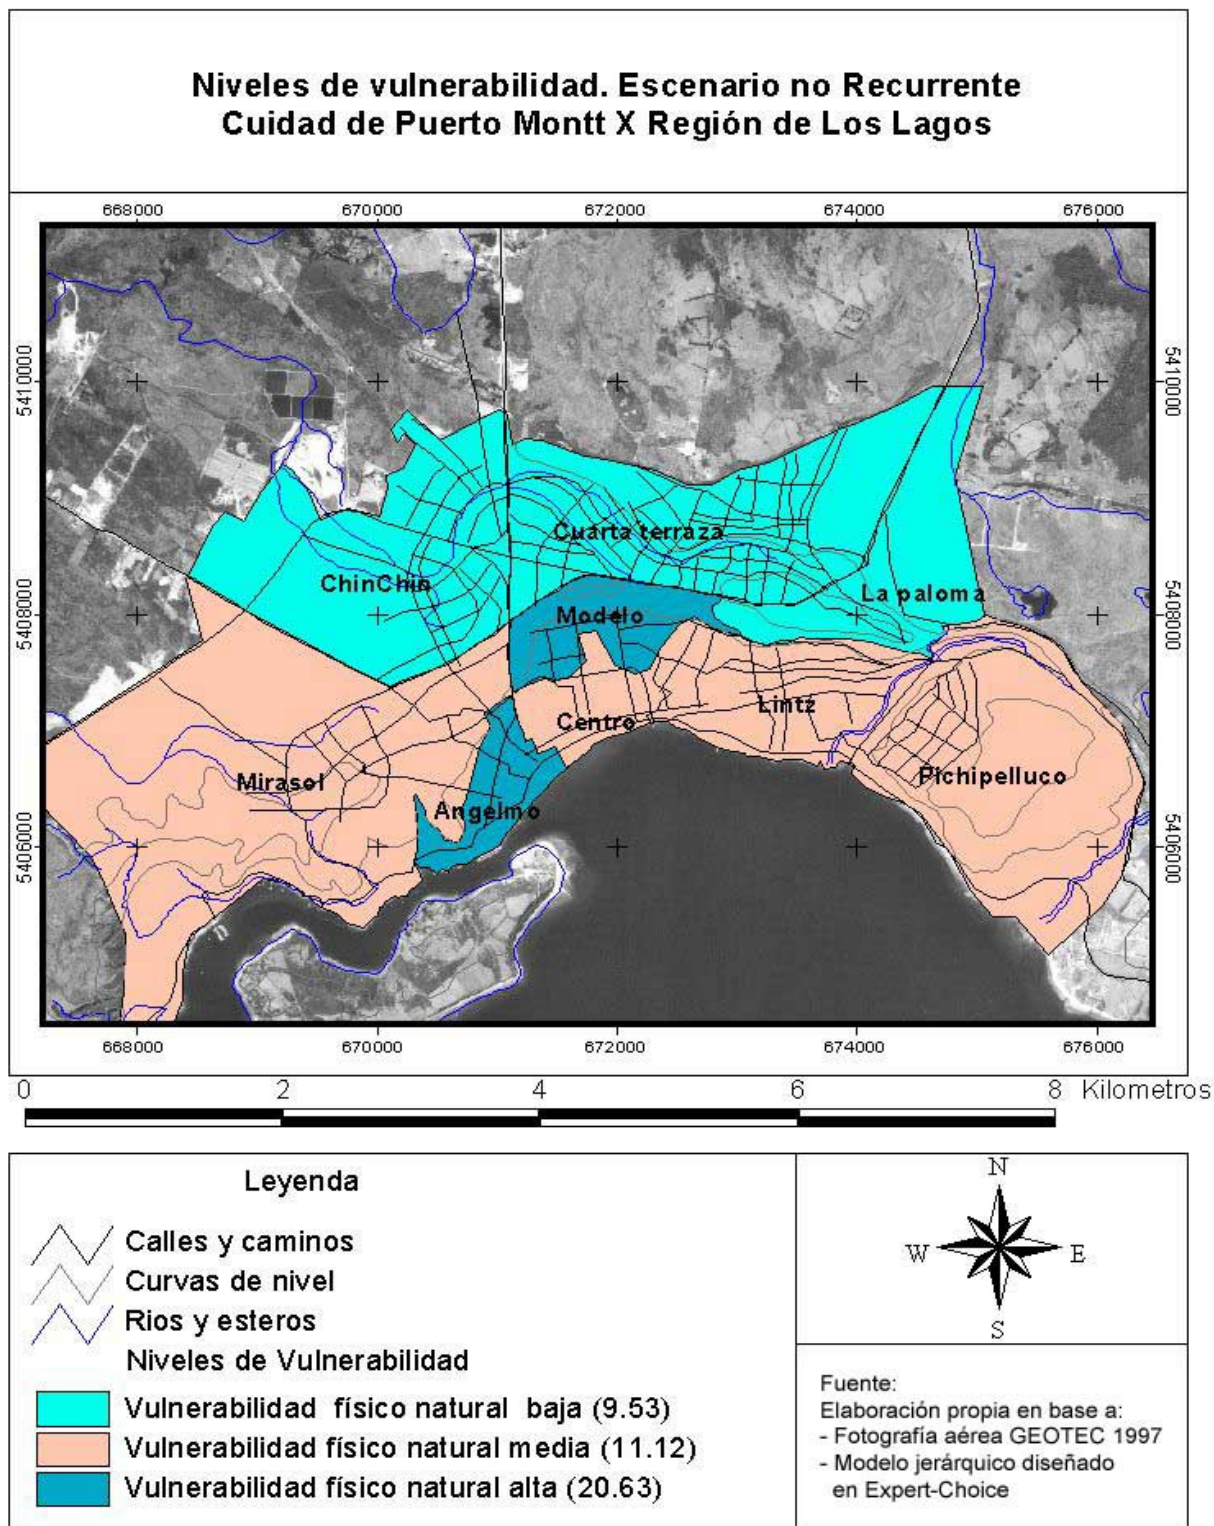 Niveles de vulnerabilidad. Escenario no Recurrente
Cuidad de Puerto Montt X Región de Los Lagos
668000 670000 672000 674000 676000
5410000 5410000
Cuarta terraza
ChinChin
La paloma
5408000 5408000
Modelo
Lintz
Centro
Mirasol
Pichipelluco
Angelmo
5406000 5406000
668000 670000 672000 674000 676000
0 2 4 6 8 Kilometros
Leyenda
Calles y caminos
Curvas de nivel
Rios y esteros
Niveles de Vulnerabilidad
Vulnerabilidad físico natural baja (9.53)
Vulnerabilidad físico natural media (11.12)
Vulnerabilidad físico natural alta (20.63)
N
W E
S
Fuente:
Elaboración propia en base a:
- Fotografía aérea GEOTEC 1997
- Modelo jerárquico diseñado
en Expert-Choice